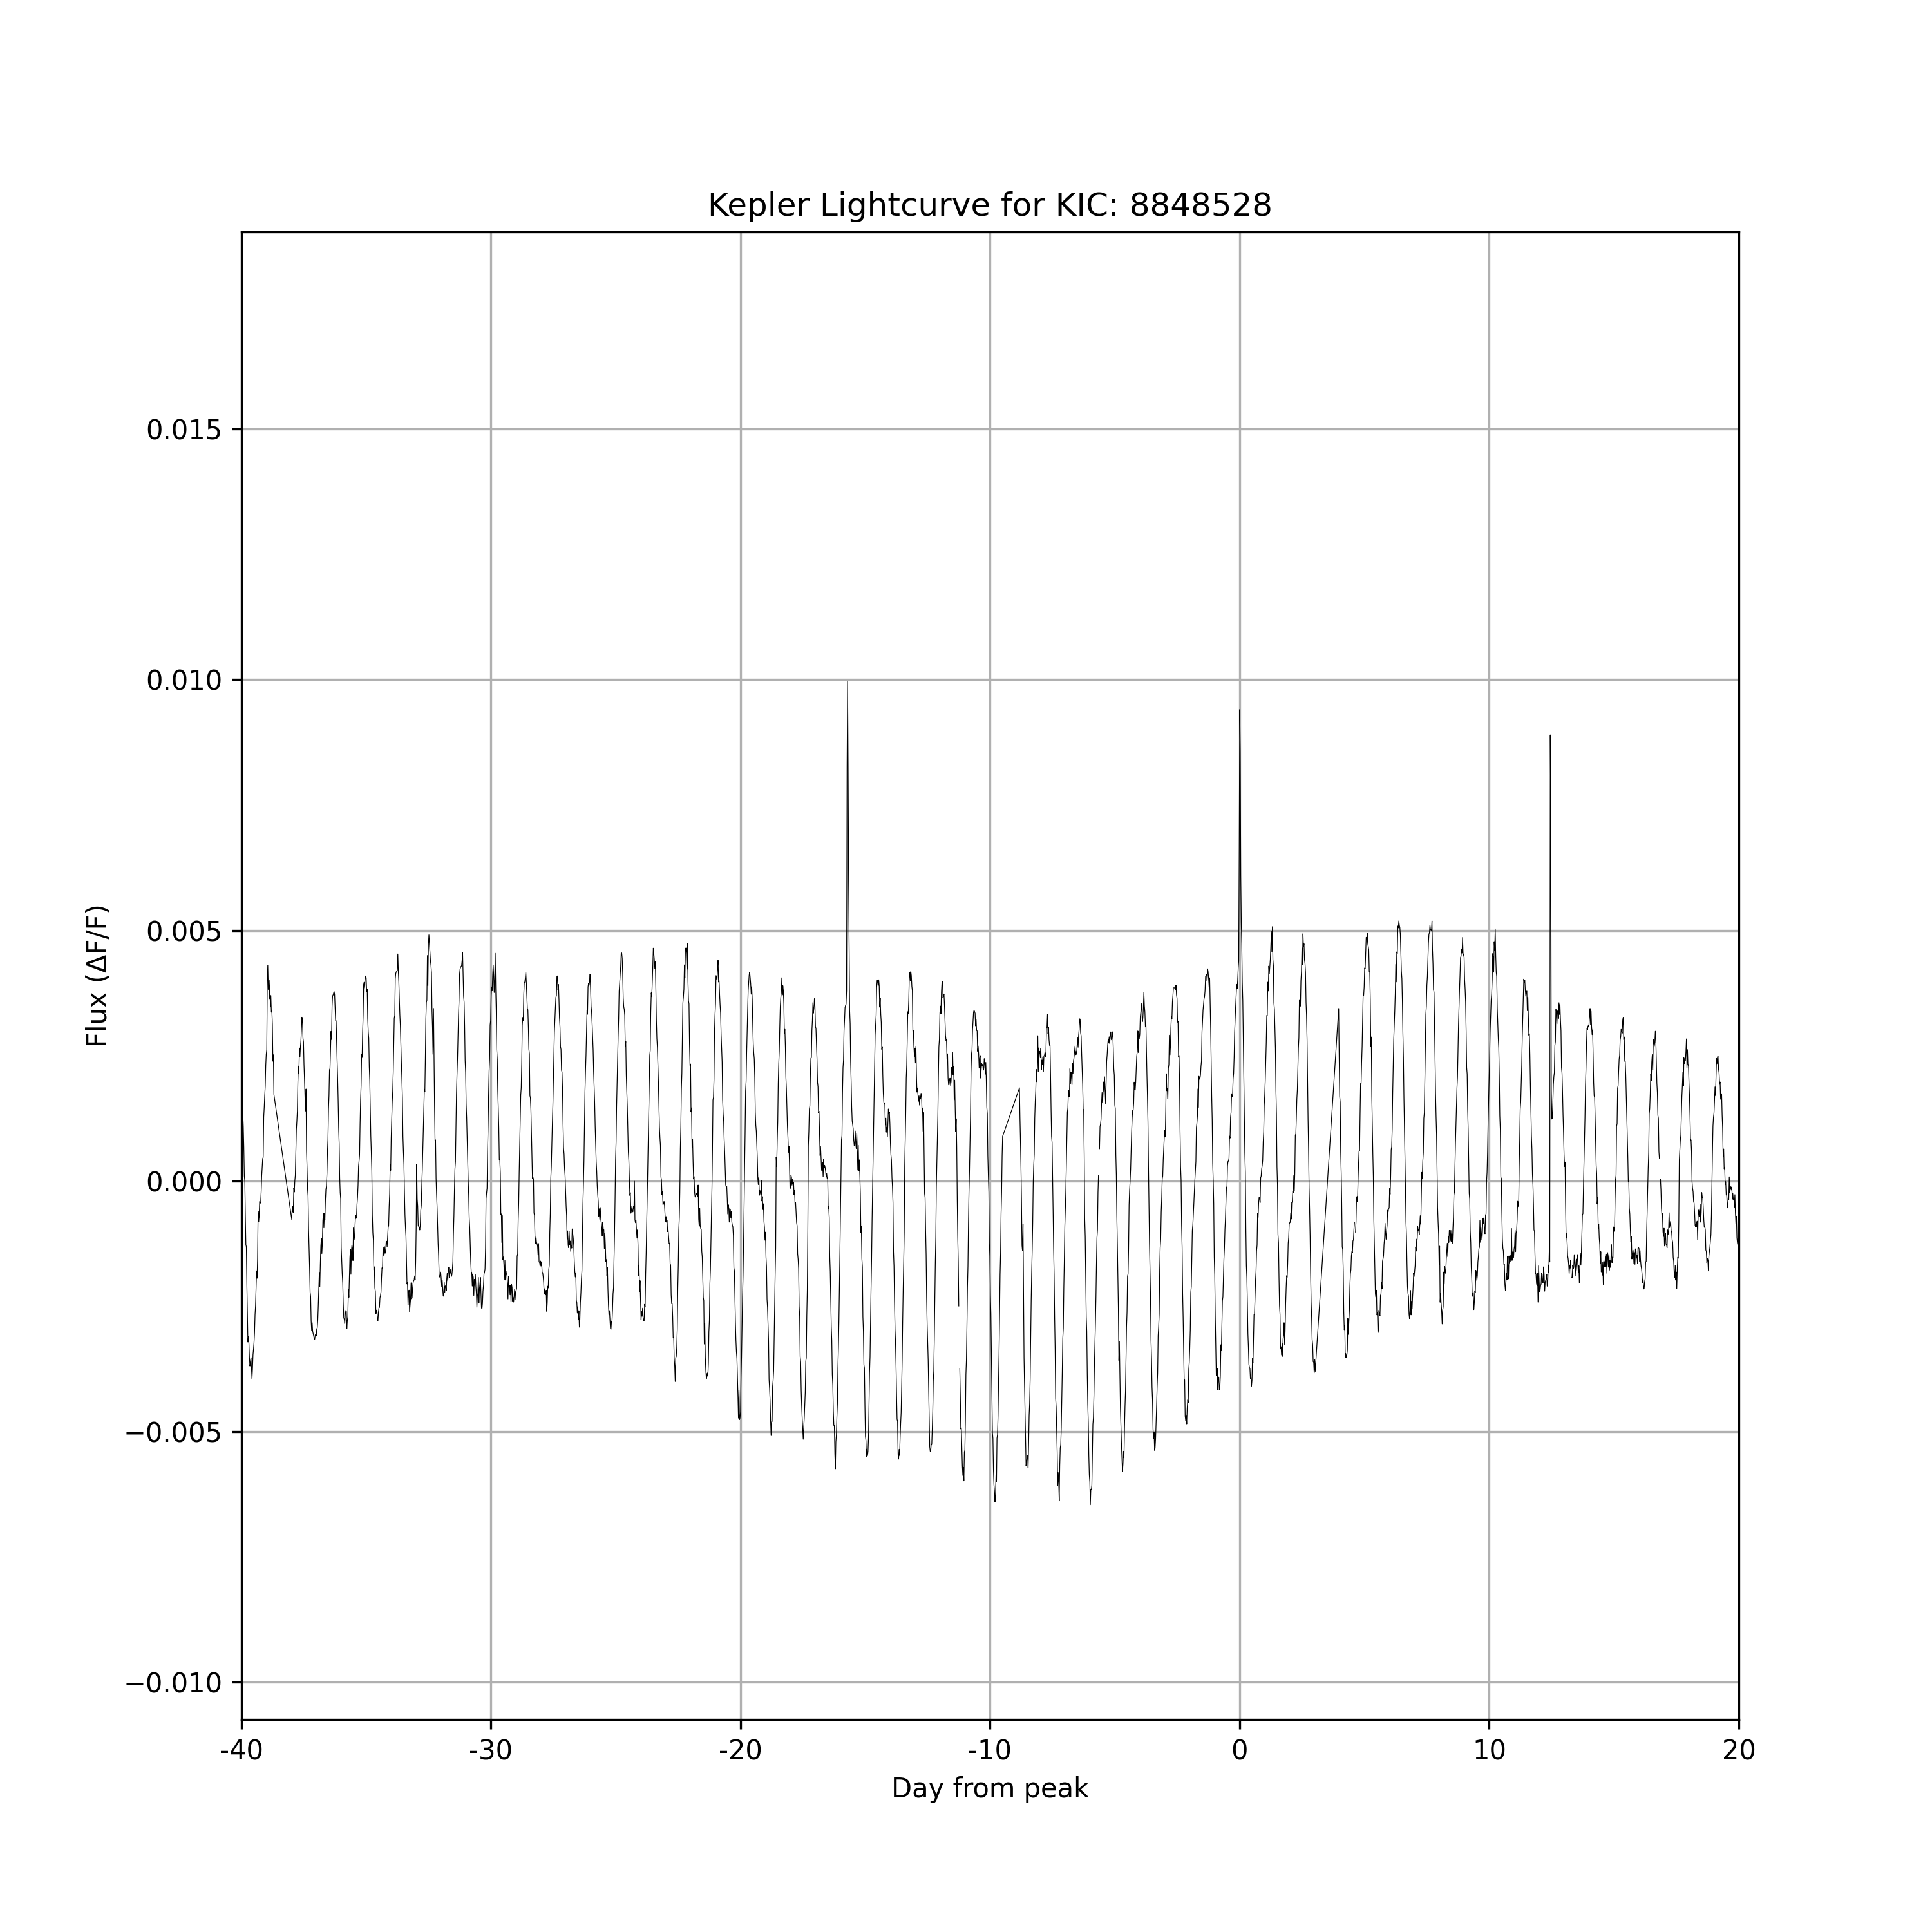 Kepler Lightcurve for KIC: 8848528
Flux (ΔF/F)
0.015
0.010
0.005
0.000
−0.005
−0.010
-40 -30 -20 -10 0 10 20
Day from peak